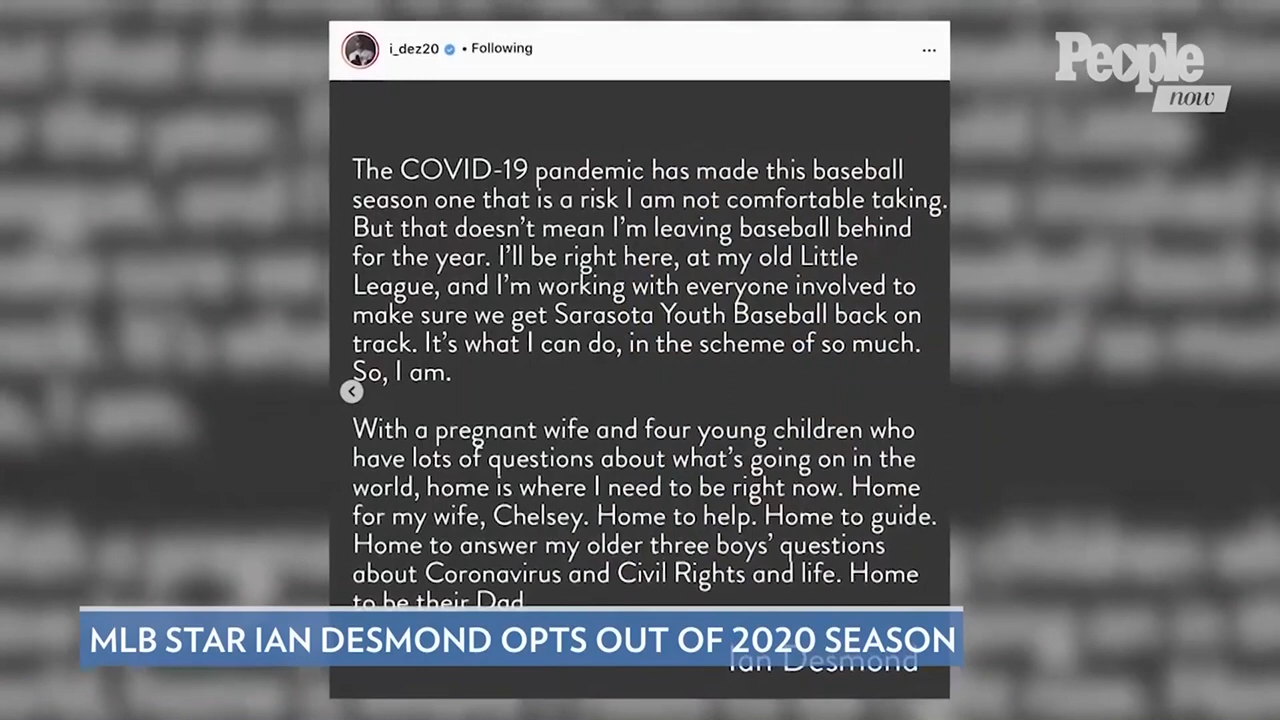 i_dez20 • Following
...
People
now
The COVID-19 pandemic has made this baseball
season one that is a risk I am not comfortable taking.
But that doesn't mean I'm leaving baseball behind
for the year. I'll be right here, at my old Little
League, and I'm working with everyone involved to
make sure we get Sarasota Youth Baseball back on
track. It's what I can do, in the scheme of so much.
So, I am.
With a pregnant wife and four young children who
have lots of questions about what's going on in the
world, home is where I need to be right now. Home
for my wife, Chelsey. Home to help. Home to guide.
Home to answer my older three boys' questions
about Coronavirus and Civil Rights and life. Home
to be their Dad.
MLB STAR IAN DESMOND OPTS OUT OF 2020 SEASON
Ian Desmond